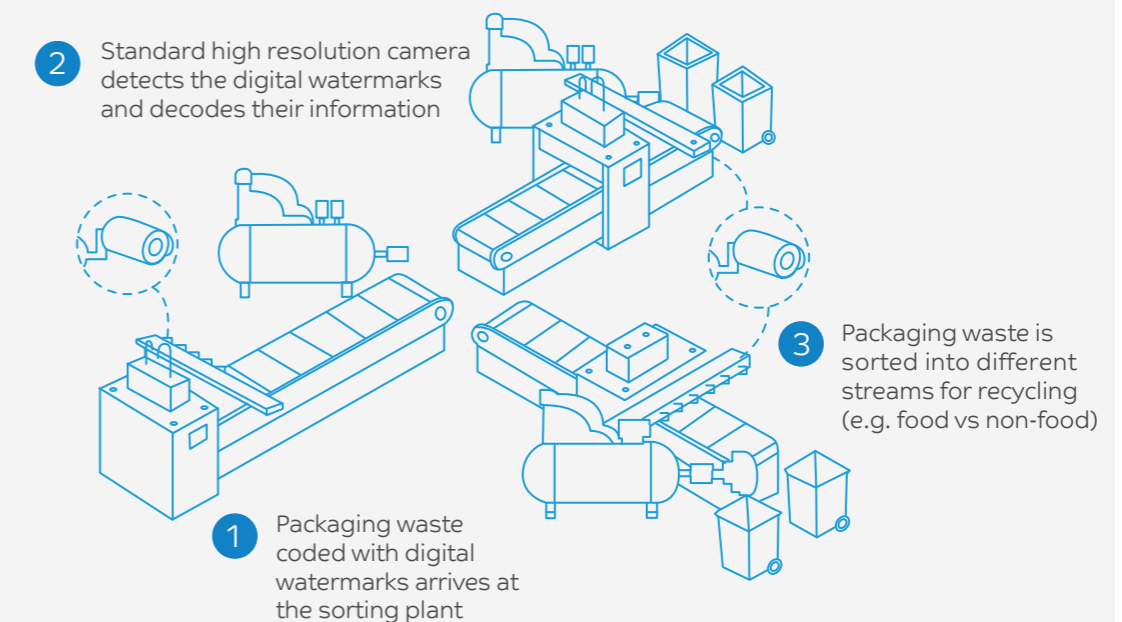 2
Standard high resolution camera
detects the digital watermarks
and decodes their information
3
Packaging waste is
sorted into different
streams for recycling
(e.g. food vs non-food)
1
Packaging waste
coded with digital
watermarks arrives at
the sorting plant